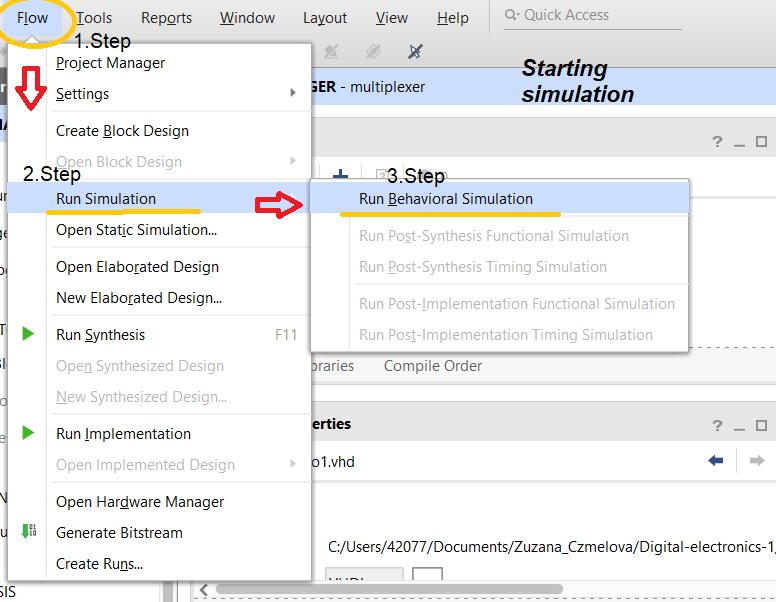 Flow Tools Reports Window Layout View Help Quick Access
1.Step
Project Manager
Settings
GER - multiplexer
Starting
simulation
Create Block Design
Open Block Design
2.Step
3.Step
Run Simulation
Run Behavioral Simulation
Open Static Simulation...
Run Post-Synthesis Functional Simulation
Open Elaborated Design
Run Post-Synthesis Timing Simulation
New Elaborated Design...
Run Post-Implementation Functional Simulation
Run Synthesis F11
Run Post-Implementation Timing Simulation
Open Synthesized Design
braries Compile Order
New Synthesized Design...
erties
Run Implementation
Open Implemented Design
o1.vhd
Open Hardware Manager
Generate Bitstream
C:/Users/42077/Documents/Zuzana_Czmelova/Digital-electronics-1/
Create Runs...
SIS